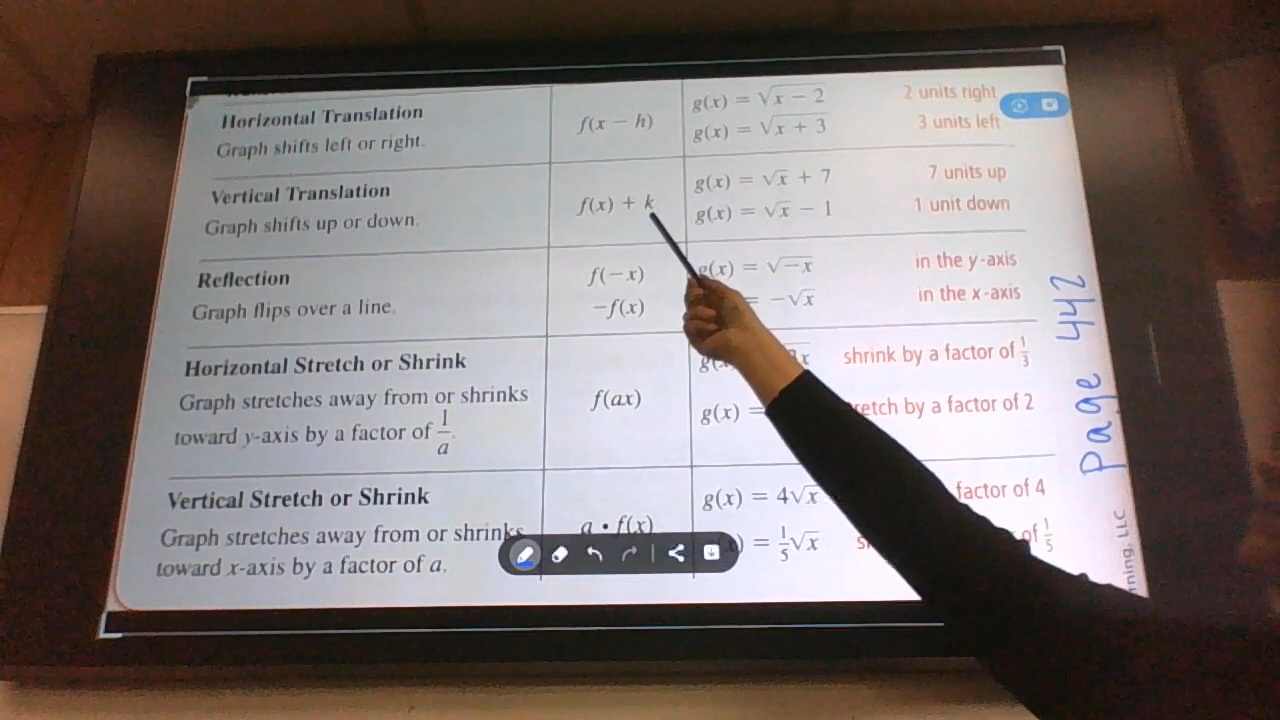 Horizontal Translation
Graph shifts left or right.
f(x − h)
g(x) = √x − 2 2 units right
g(x) = √x + 3 3 units left
Vertical Translation
Graph shifts up or down.
f(x) + k
g(x) = √x + 7 7 units up
g(x) = √x − 1 1 unit down
Reflection
Graph flips over a line.
f(−x)
−f(x)
g(x) = √−x in the y-axis
= −√x in the x-axis
Horizontal Stretch or Shrink
Graph stretches away from or shrinks
toward y-axis by a factor of 1/a.
f(ax)
shrink by a factor of 1/3
g(x) = by a factor of 2
Vertical Stretch or Shrink
Graph stretches away from or shrinks
toward x-axis by a factor of a.
a • f(x)
g(x) = 4√x factor of 4
= 1/5√x of 1/5
Page 442
LLC